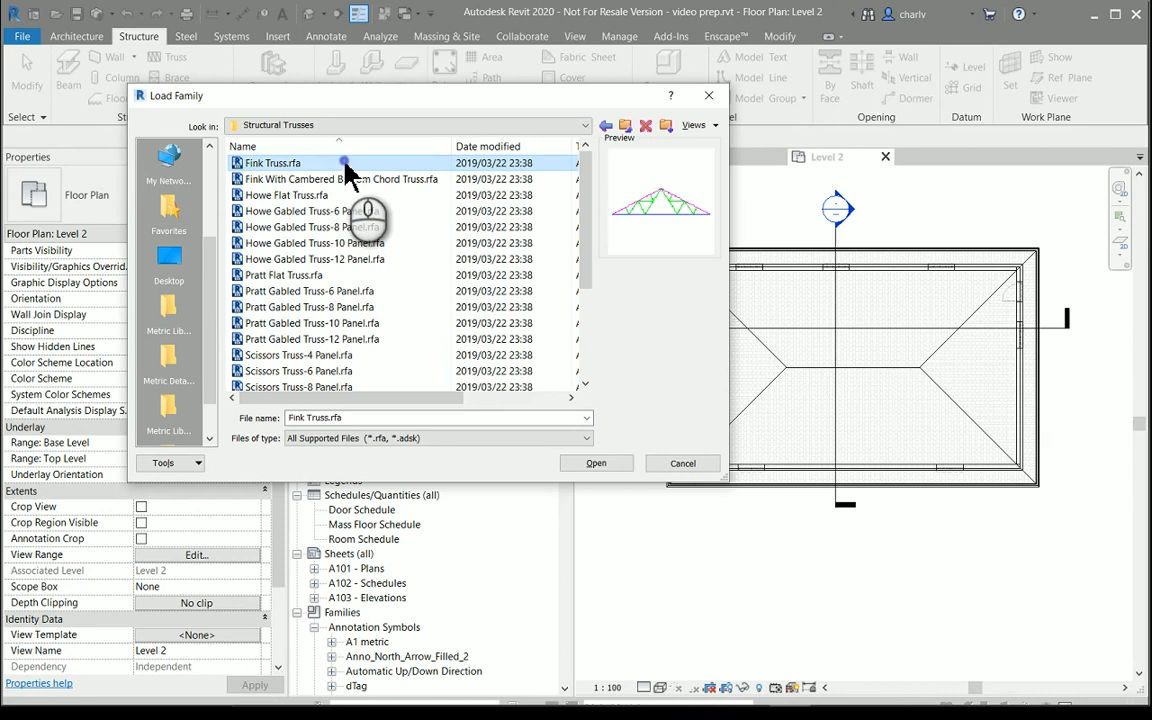 Autodesk Revit 2020 - Not For Resale Version - video prep.rvt - Floor Plan: Level 2
charlv
File Architecture Structure Steel Systems Insert Annotate Analyze Massing & Site Collaborate View Manage Add-Ins Enscape™ Modify
Modify
Beam
Wall
Column
Truss
Brace
Fabric Sheet
Path
Cover
Model Text
Model Line
Model Group
By Face
Shaft
Wall
Vertical
Dormer
Level
Grid
Set
Show
Ref Plane
Viewer
Select
Opening
Datum
Work Plane
Load Family
Look in: Structural Trusses
Views
Preview
Name Date modified
Fink Truss.rfa 2019/03/22 23:38
Fink With Cambered B m Chord Truss.rfa 2019/03/22 23:38
Howe Flat Truss.rfa 2019/03/22 23:38
Howe Gabled Truss-6 Panel.rfa 2019/03/22 23:38
Howe Gabled Truss-8 Panel.rfa 2019/03/22 23:38
Howe Gabled Truss-10 Panel.rfa 2019/03/22 23:38
Howe Gabled Truss-12 Panel.rfa 2019/03/22 23:38
Pratt Flat Truss.rfa 2019/03/22 23:38
Pratt Gabled Truss-6 Panel.rfa 2019/03/22 23:38
Pratt Gabled Truss-8 Panel.rfa 2019/03/22 23:38
Pratt Gabled Truss-10 Panel.rfa 2019/03/22 23:38
Pratt Gabled Truss-12 Panel.rfa 2019/03/22 23:38
Scissors Truss-4 Panel.rfa 2019/03/22 23:38
Scissors Truss-6 Panel.rfa 2019/03/22 23:38
Scissors Truss-8 Panel.rfa 2019/03/22 23:38
My Netwo...
Favorites
Desktop
Metric Lib...
Metric Deta...
Metric Lib...
File name: Fink Truss.rfa
Files of type: All Supported Files (*.rfa, *.adsk)
Tools
Open
Cancel
Level 2
Properties
Floor Plan
Floor Plan: Level 2
Parts Visibility
Visibility/Graphics Overrid.
Graphic Display Options
Orientation
Wall Join Display
Discipline
Show Hidden Lines
Color Scheme Location
Color Scheme
System Color Schemes
Default Analysis Display S.
Underlay
Range: Base Level
Range: Top Level
Underlay Orientation
Extents
Crop View
Crop Region Visible
Annotation Crop
View Range Edit...
Associated Level Level 2
Scope Box None
Depth Clipping No clip
Identity Data
View Template <None>
View Name Level 2
Dependency Independent
Properties help
Apply
Legends
Schedules/Quantities (all)
Door Schedule
Mass Floor Schedule
Room Schedule
Sheets (all)
A101 - Plans
A102 - Schedules
A103 - Elevations
Families
Annotation Symbols
A1 metric
Anno_North_Arrow_Filled_2
Automatic Up/Down Direction
dTag
1 : 100